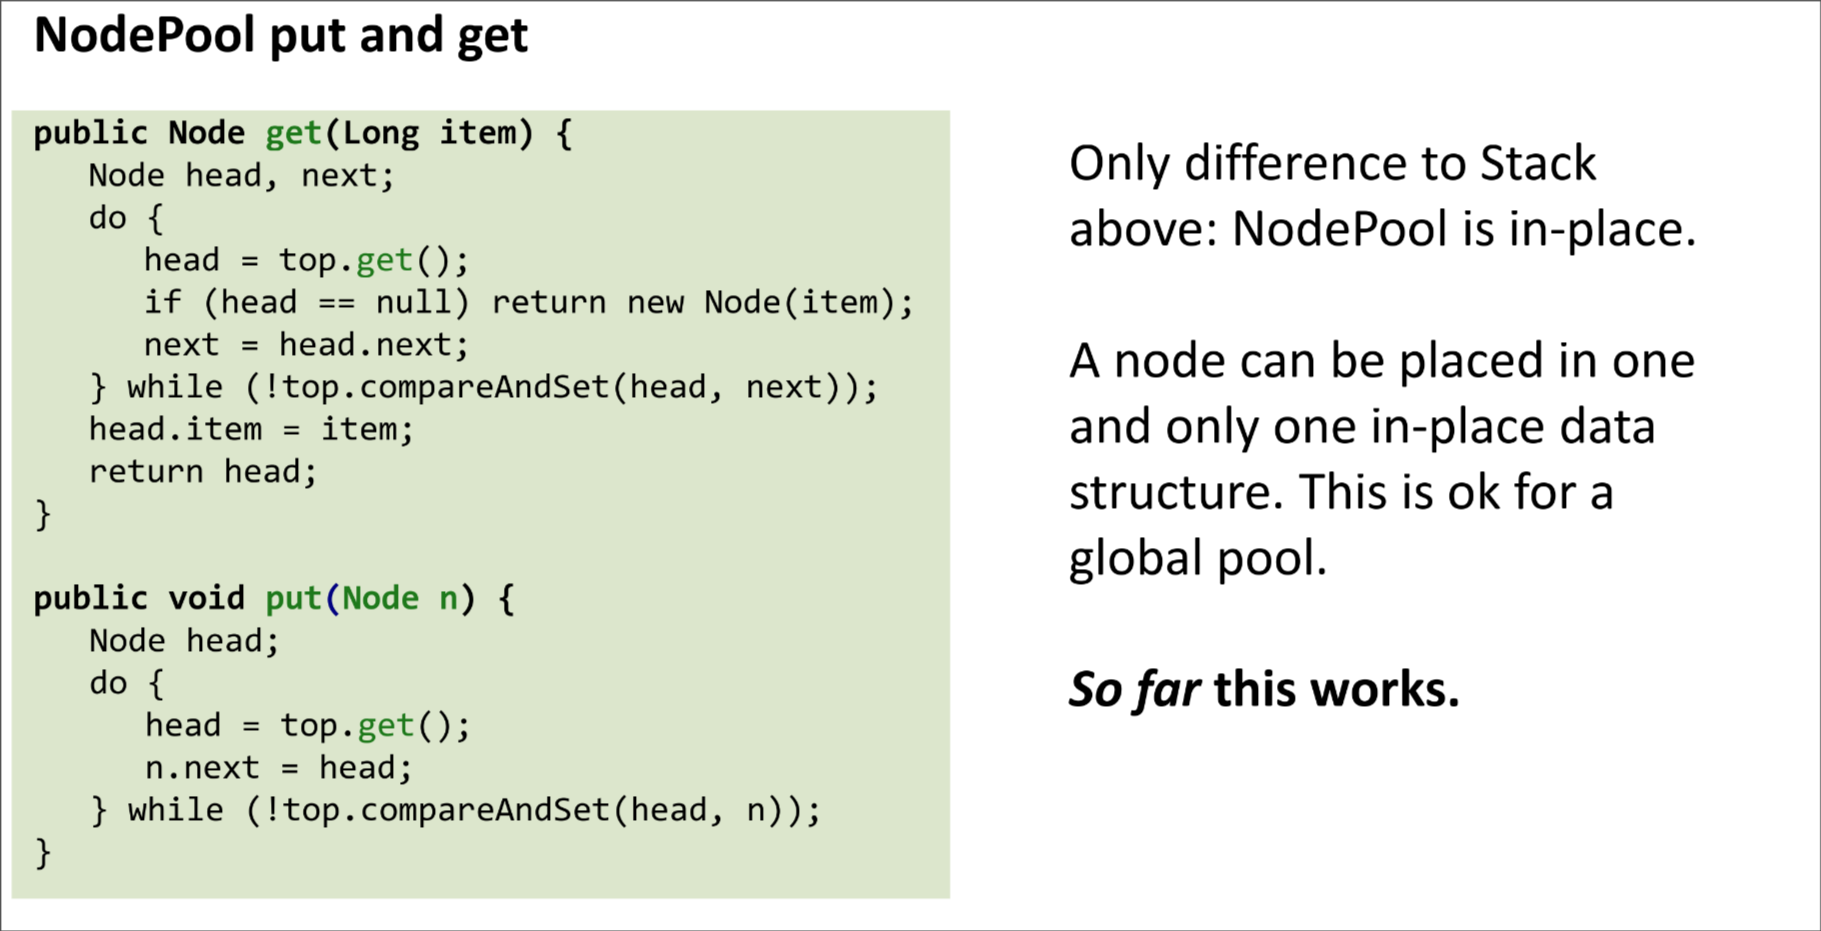 NodePool put and get
public Node get(Long item) {
   Node head, next;
   do {
      head = top.get();
      if (head == null) return new Node(item);
      next = head.next;
   } while (!top.compareAndSet(head, next));
   head.item = item;
   return head;
}
public void put(Node n) {
   Node head;
   do {
      head = top.get();
      n.next = head;
   } while (!top.compareAndSet(head, n));
}
Only difference to Stack
above: NodePool is in-place.
A node can be placed in one
and only one in-place data
structure. This is ok for a
global pool.
So far this works.